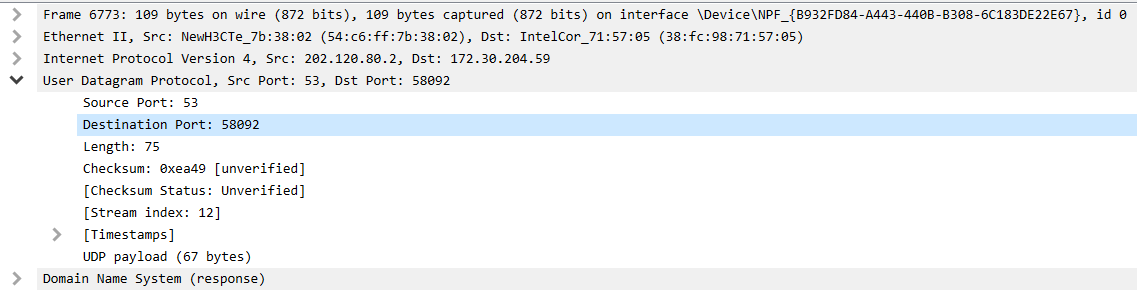 Frame 6773: 109 bytes on wire (872 bits), 109 bytes captured (872 bits) on interface \Device\NPF_{B932FD84-A443-440B-B308-6C183DE22E67}, id 0
Ethernet II, Src: NewH3CTe_7b:38:02 (54:c6:ff:7b:38:02), Dst: IntelCor_71:57:05 (38:fc:98:71:57:05)
Internet Protocol Version 4, Src: 202.120.80.2, Dst: 172.30.204.59
User Datagram Protocol, Src Port: 53, Dst Port: 58092
Source Port: 53
Destination Port: 58092
Length: 75
Checksum: 0xea49 [unverified]
[Checksum Status: Unverified]
[Stream index: 12]
[Timestamps]
UDP payload (67 bytes)
Domain Name System (response)